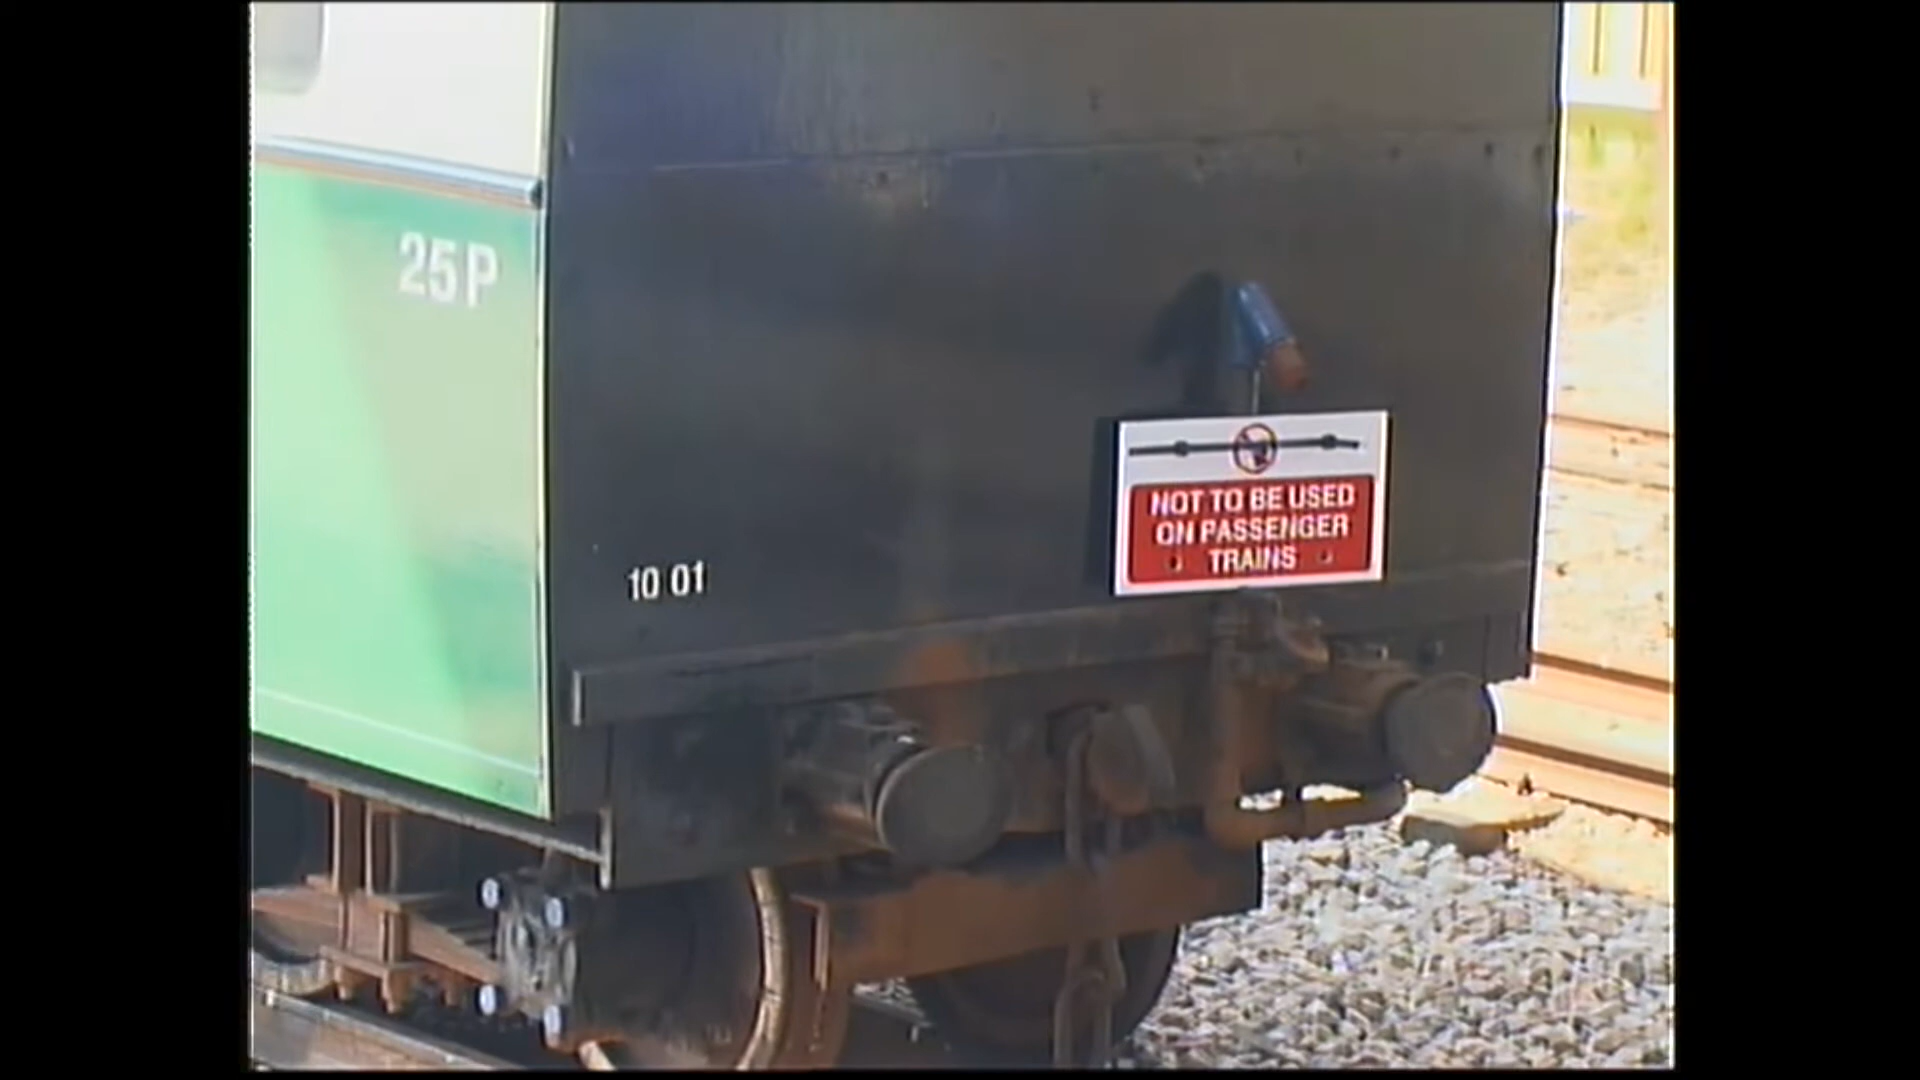 25P
10 01
NOT TO BE USED
ON PASSENGER
TRAINS